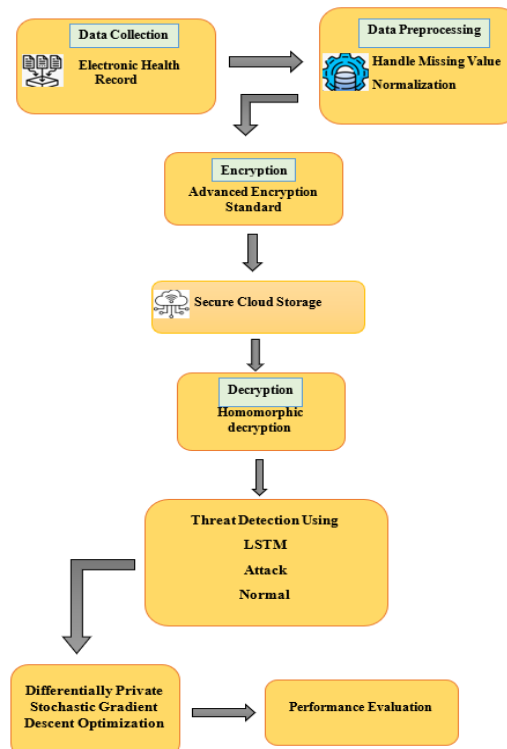 Data Collection
Electronic Health
Record
Data Preprocessing
Handle Missing Value
Normalization
Encryption
Advanced Encryption
Standard
Secure Cloud Storage
Decryption
Homomorphic
decryption
Threat Detection Using
LSTM
Attack
Normal
Differentially Private
Stochastic Gradient
Descent Optimization
Performance Evaluation